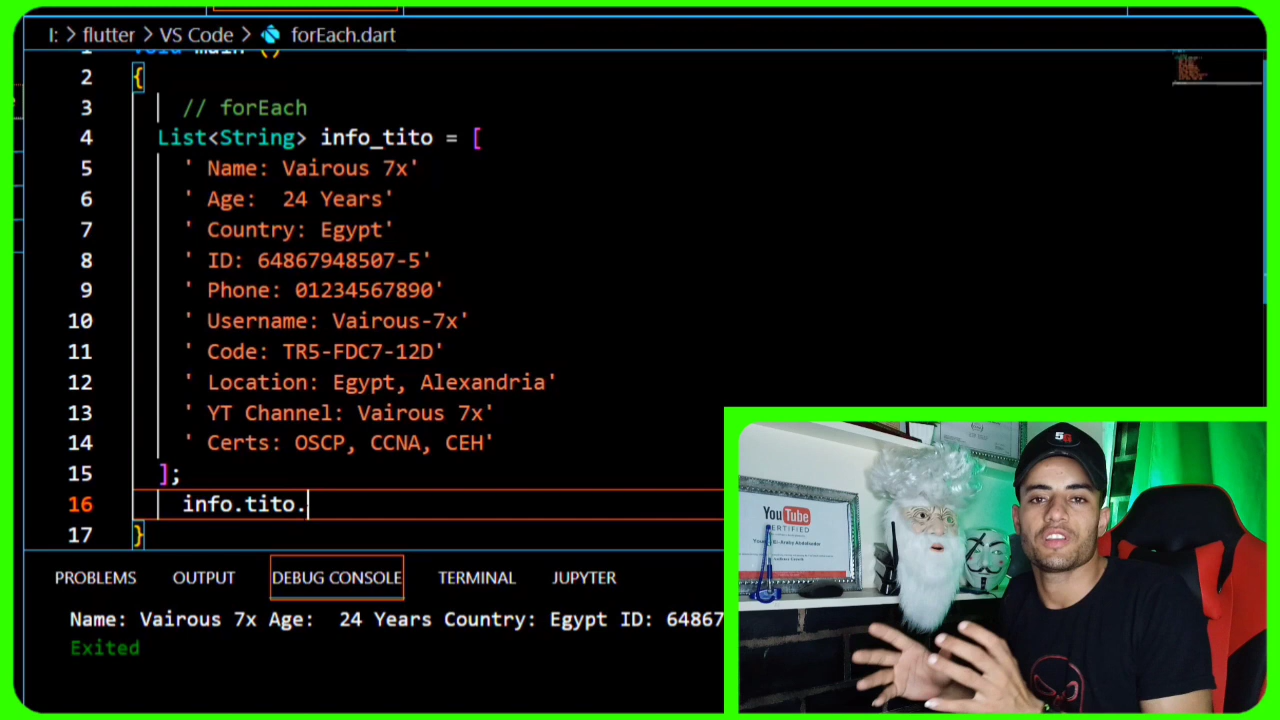 I: > flutter > VS Code > forEach.dart
1 void main ()
2 {
3 // forEach
4 List<String> info_tito = [
5 ' Name: Vairous 7x'
6 ' Age:  24 Years'
7 ' Country: Egypt'
8 ' ID: 64867948507-5'
9 ' Phone: 01234567890'
10 ' Username: Vairous-7x'
11 ' Code: TR5-FDC7-12D'
12 ' Location: Egypt, Alexandria'
13 ' YT Channel: Vairous 7x'
14 ' Certs: OSCP, CCNA, CEH'
15 ];
16 info.tito.
17 }
PROBLEMS OUTPUT DEBUG CONSOLE TERMINAL JUPYTER
Name: Vairous 7x Age:  24 Years Country: Egypt ID: 64867
Exited
YouTube
CERTIFIED
5G